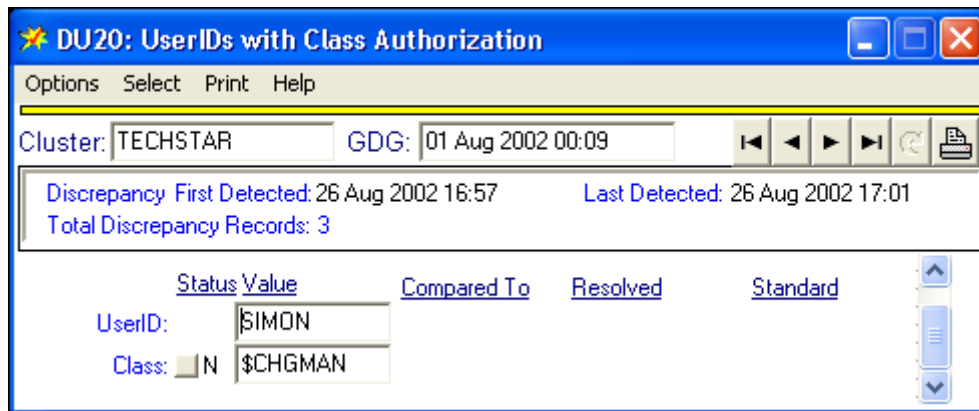 DU20: UserIDs with Class Authorization
Options Select Print Help
Cluster: TECHSTAR GDG: 01 Aug 2002 00:09
Discrepancy First Detected: 26 Aug 2002 16:57 Last Detected: 26 Aug 2002 17:01
Total Discrepancy Records: 3
Status Value Compared To Resolved Standard
UserID: SIMON
Class: N $CHGMAN